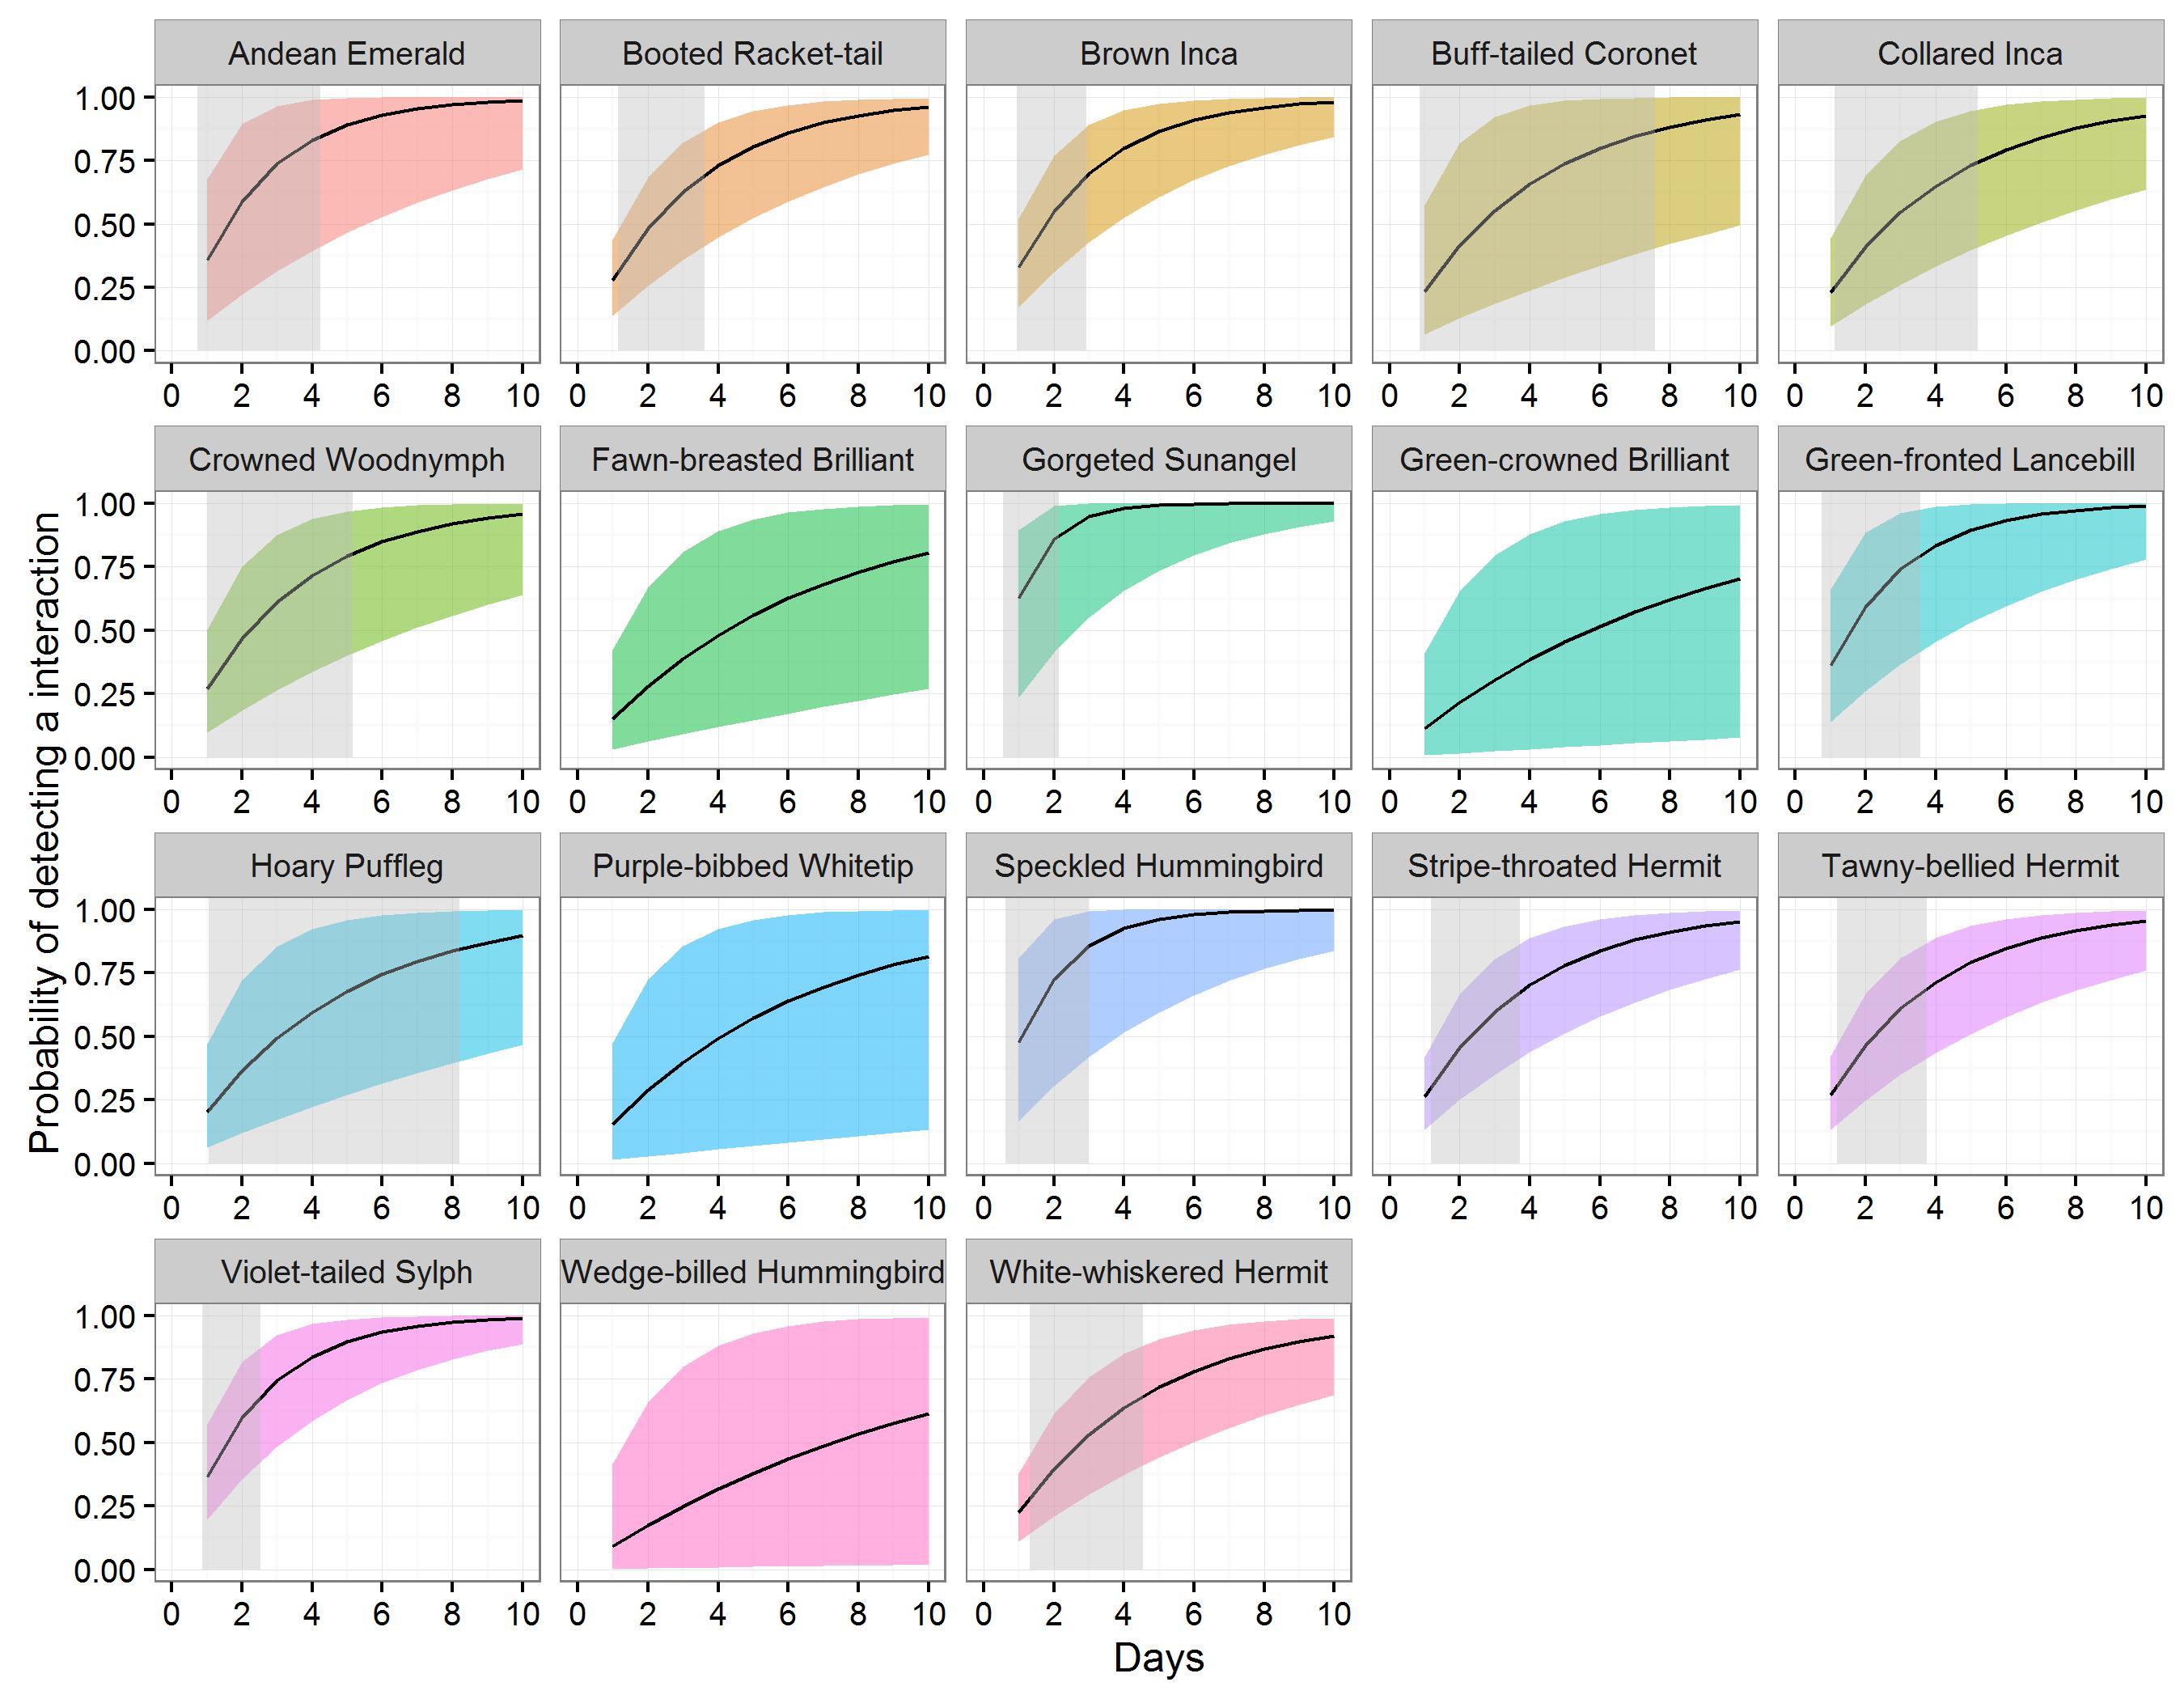 Andean Emerald Booted Racket-tail Brown Inca Buff-tailed Coronet Collared Inca
1.00
0.75
0.50
0.25
0.00
0 2 4 6 8 10 0 2 4 6 8 10 0 2 4 6 8 10 0 2 4 6 8 10 0 2 4 6 8 10
Crowned Woodnymph Fawn-breasted Brilliant Gorgeted Sunangel Green-crowned Brilliant Green-fronted Lancebill
1.00
0.75
0.50
0.25
0.00
0 2 4 6 8 10 0 2 4 6 8 10 0 2 4 6 8 10 0 2 4 6 8 10 0 2 4 6 8 10
Probability of detecting a interaction
Hoary Puffleg Purple-bibbed Whitetip Speckled Hummingbird Stripe-throated Hermit Tawny-bellied Hermit
1.00
0.75
0.50
0.25
0.00
0 2 4 6 8 10 0 2 4 6 8 10 0 2 4 6 8 10 0 2 4 6 8 10 0 2 4 6 8 10
Violet-tailed Sylph Wedge-billed Hummingbird White-whiskered Hermit
1.00
0.75
0.50
0.25
0.00
0 2 4 6 8 10 0 2 4 6 8 10 0 2 4 6 8 10
Days